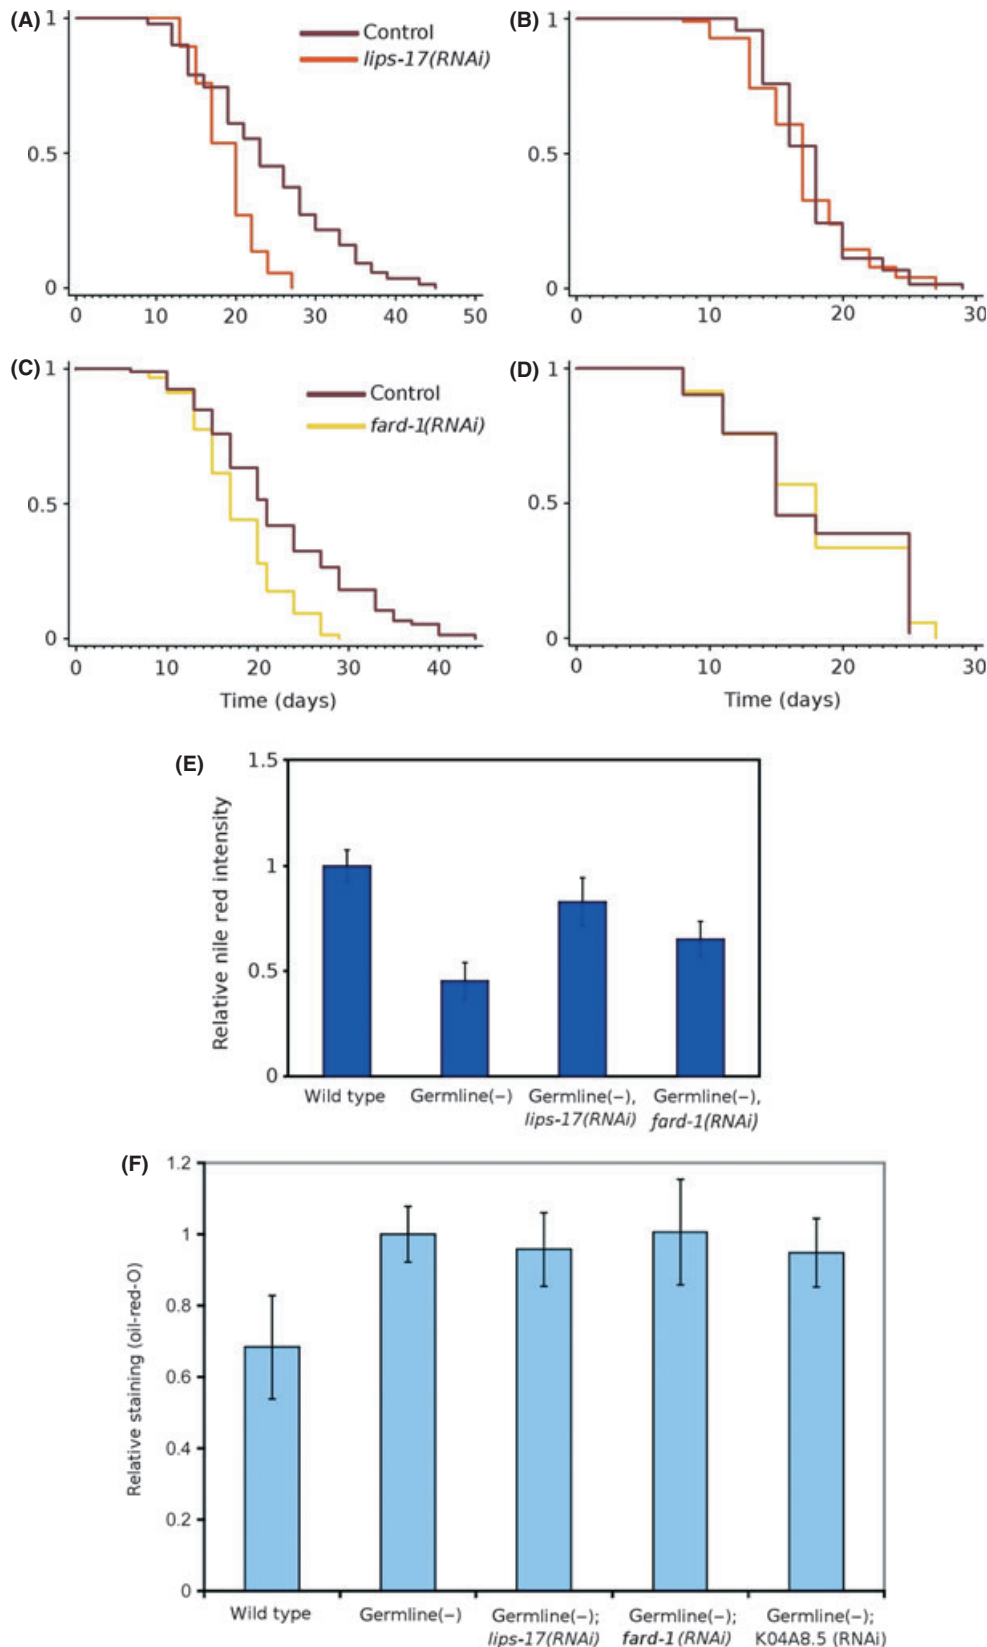 (A)
1
0.5
0
0 10 20 30 40 50
Control
lips-17(RNAi)
(B)
1
0.5
0
0 10 20 30
(C)
1
0.5
0
0 10 20 30 40
Time (days)
Control
fard-1(RNAi)
(D)
1
0.5
0
0 10 20 30
Time (days)
(E)
Relative nile red intensity
1.5
1
0.5
0
Wild type
Germline(–)
Germline(–),
lips-17(RNAi)
Germline(–),
fard-1(RNAi)
(F)
Relative staining (oil-red-O)
1.2
1
0.8
0.6
0.4
0.2
0
Wild type
Germline(–)
Germline(–);
lips-17(RNAi)
Germline(–);
fard-1(RNAi)
Germline(–);
K04A8.5 (RNAi)